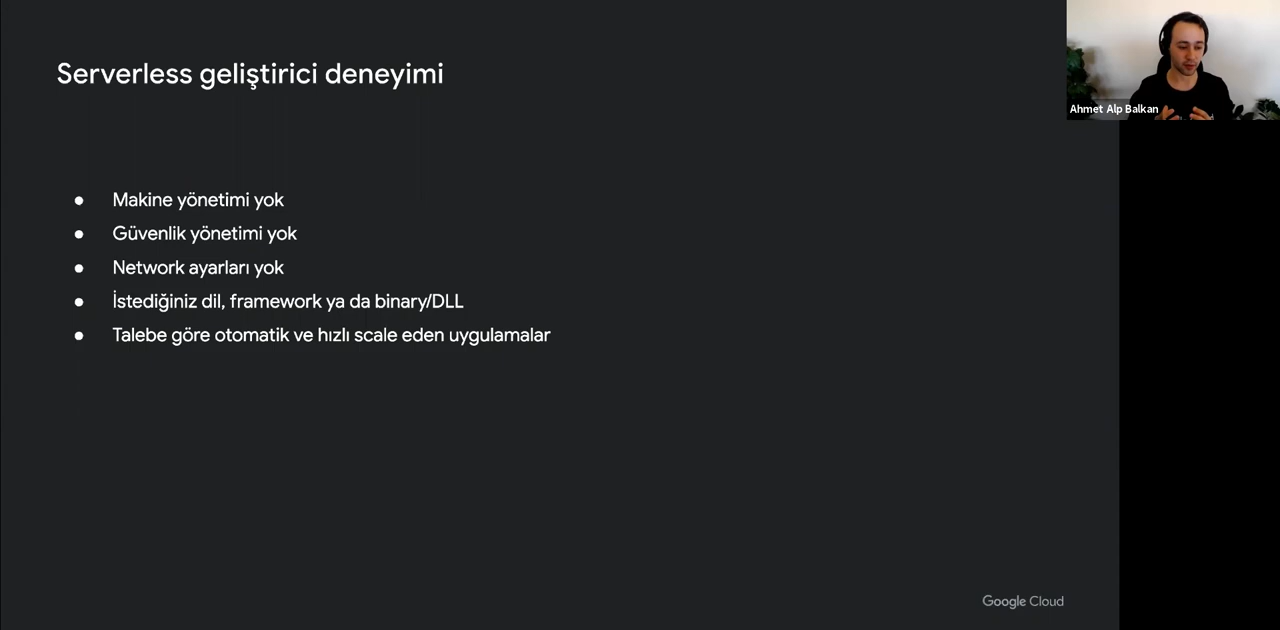 Serverless geliştirici deneyimi
Ahmet Alp Balkan
● Makine yönetimi yok
● Güvenlik yönetimi yok
● Network ayarları yok
● İstediğiniz dil, framework ya da binary/DLL
● Talebe göre otomatik ve hızlı scale eden uygulamalar
Google Cloud